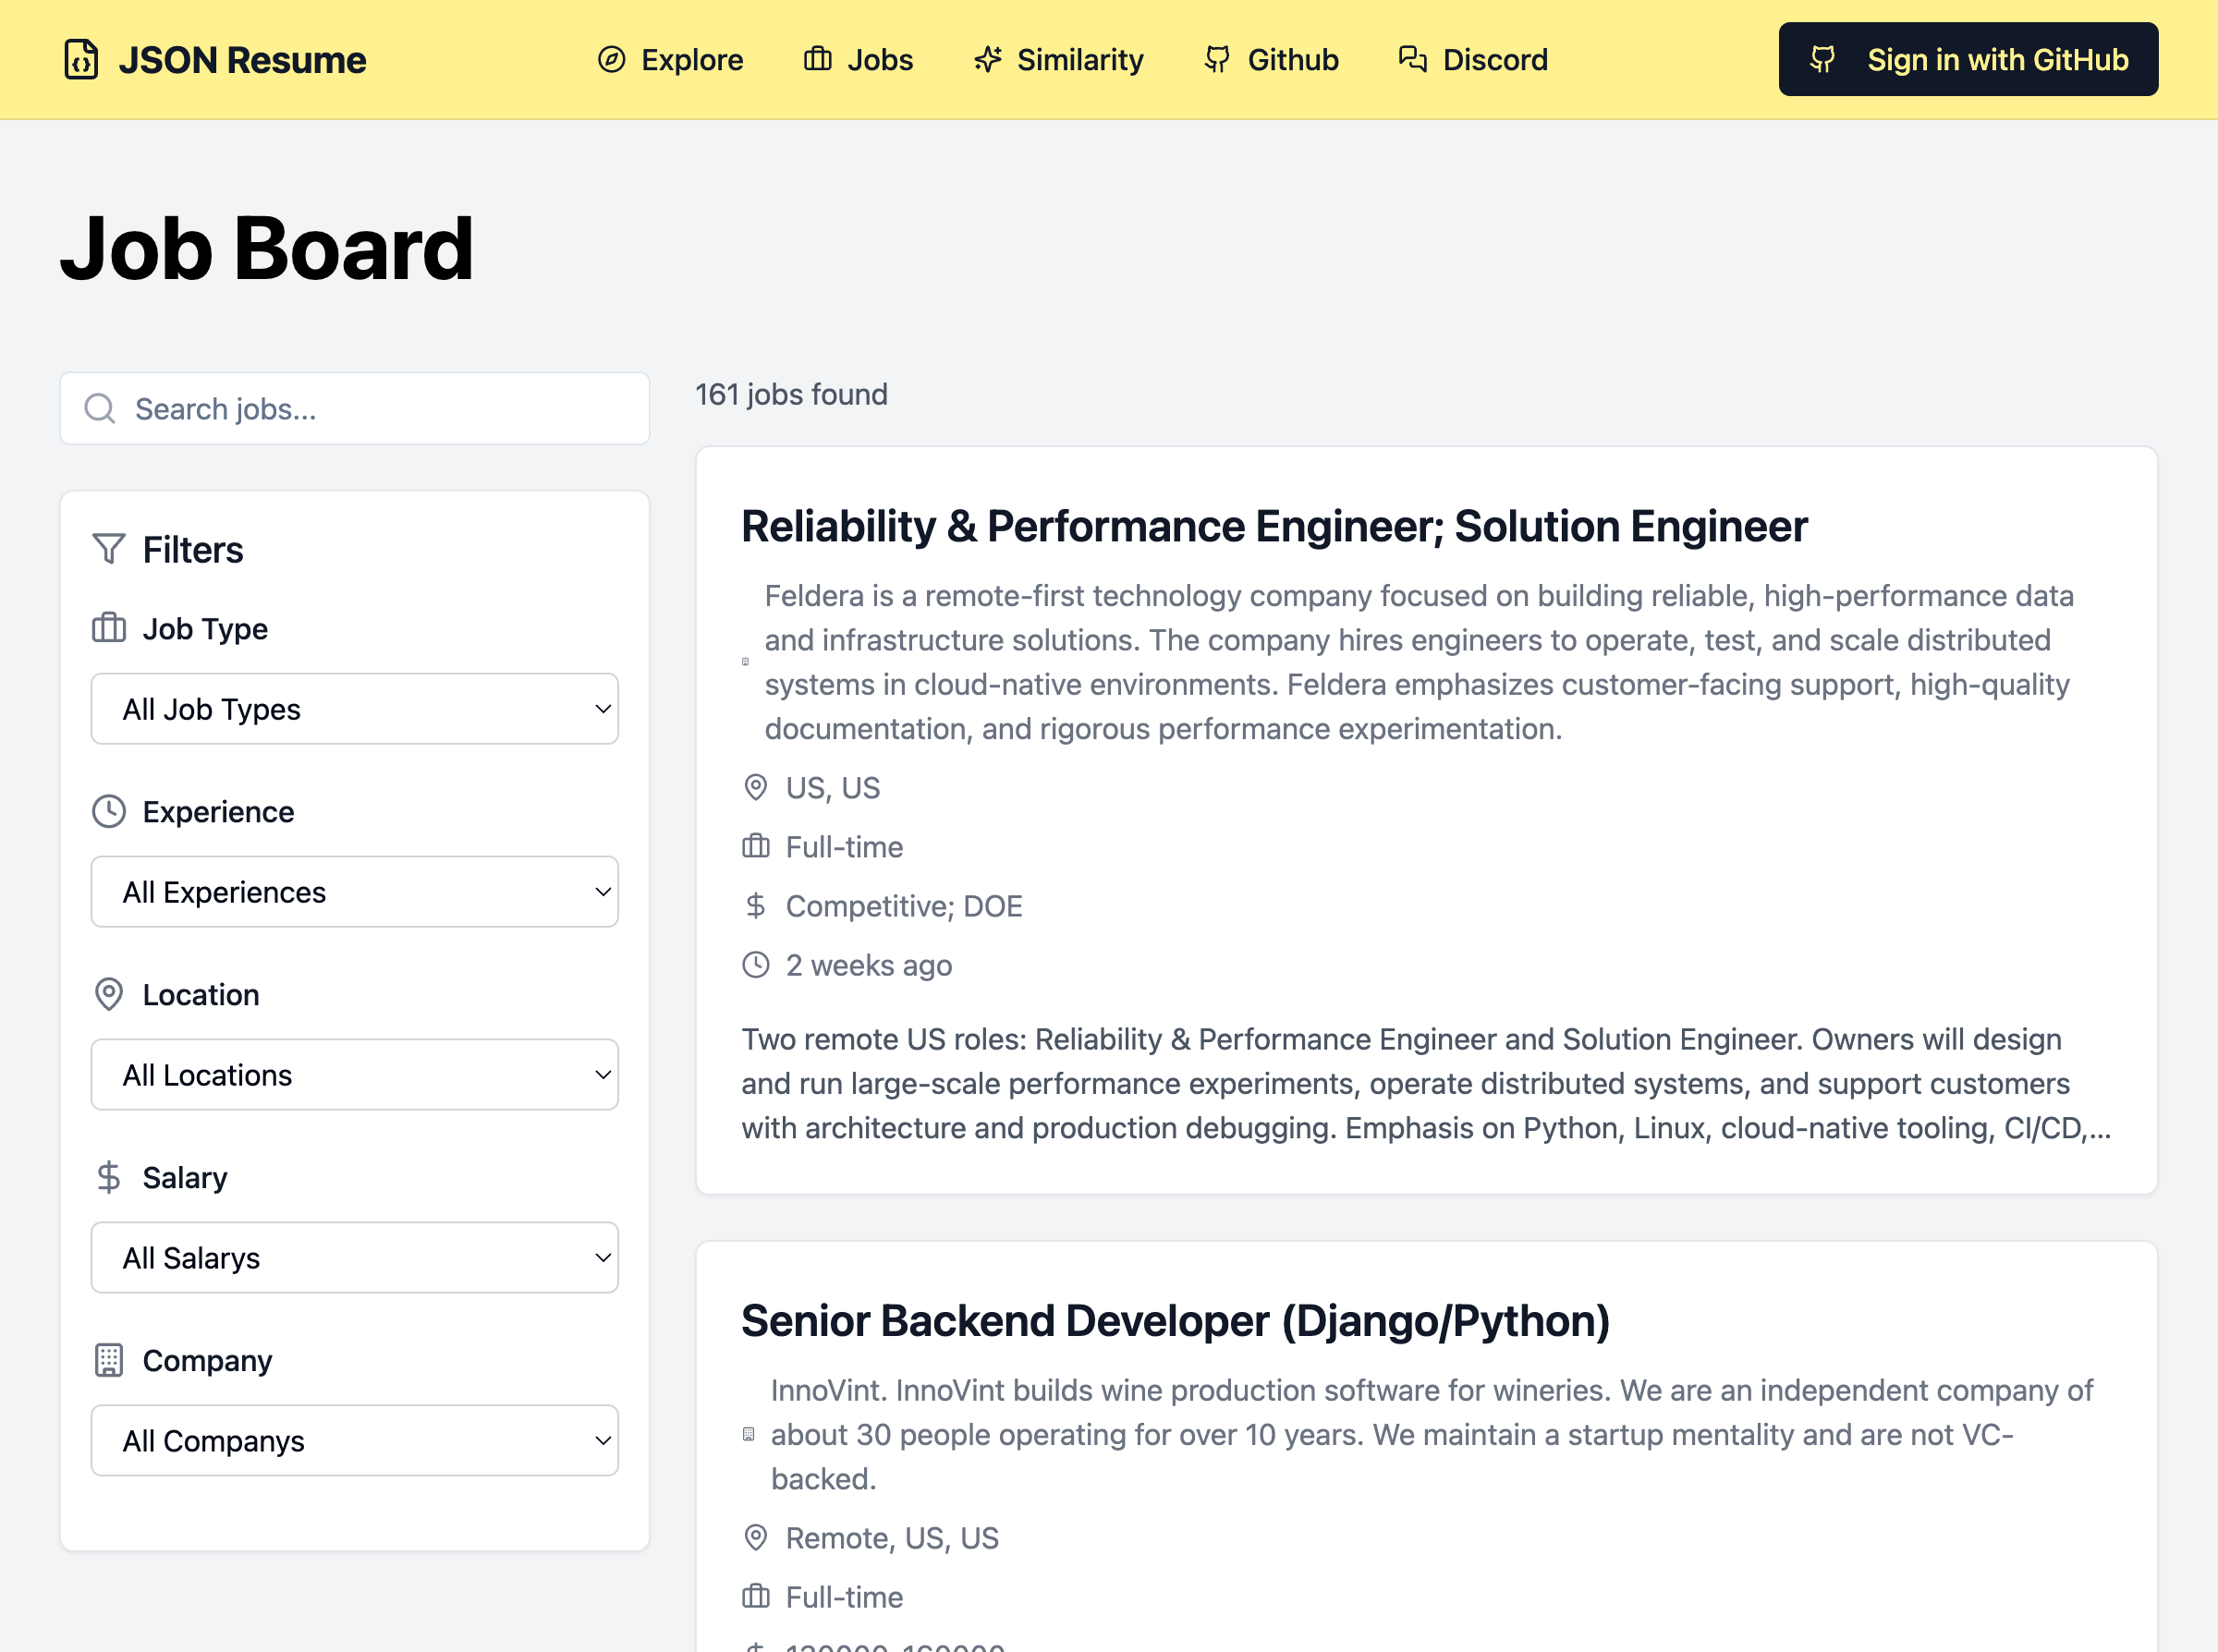 JSON Resume
Explore
Jobs
Similarity
Github
Discord
Sign in with GitHub
Job Board
Search jobs...
Filters
Job Type
All Job Types
Experience
All Experiences
Location
All Locations
Salary
All Salarys
Company
All Companys
161 jobs found
Reliability & Performance Engineer; Solution Engineer
Feldera is a remote-first technology company focused on building reliable, high-performance data
and infrastructure solutions. The company hires engineers to operate, test, and scale distributed
systems in cloud-native environments. Feldera emphasizes customer-facing support, high-quality
documentation, and rigorous performance experimentation.
US, US
Full-time
Competitive; DOE
2 weeks ago
Two remote US roles: Reliability & Performance Engineer and Solution Engineer. Owners will design
and run large-scale performance experiments, operate distributed systems, and support customers
with architecture and production debugging. Emphasis on Python, Linux, cloud-native tooling, CI/CD,...
Senior Backend Developer (Django/Python)
InnoVint. InnoVint builds wine production software for wineries. We are an independent company of
about 30 people operating for over 10 years. We maintain a startup mentality and are not VC-
backed.
Remote, US, US
Full-time